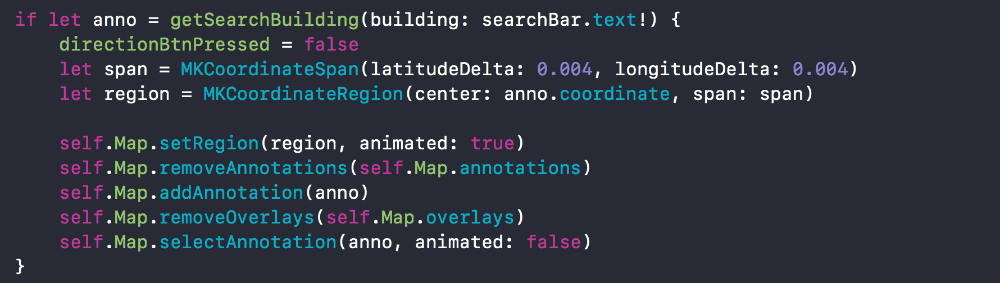 if let anno = getSearchBuilding(building: searchBar.text!) {
    directionBtnPressed = false
    let span = MKCoordinateSpan(latitudeDelta: 0.004, longitudeDelta: 0.004)
    let region = MKCoordinateRegion(center: anno.coordinate, span: span)

    self.Map.setRegion(region, animated: true)
    self.Map.removeAnnotations(self.Map.annotations)
    self.Map.addAnnotation(anno)
    self.Map.removeOverlays(self.Map.overlays)
    self.Map.selectAnnotation(anno, animated: false)
}